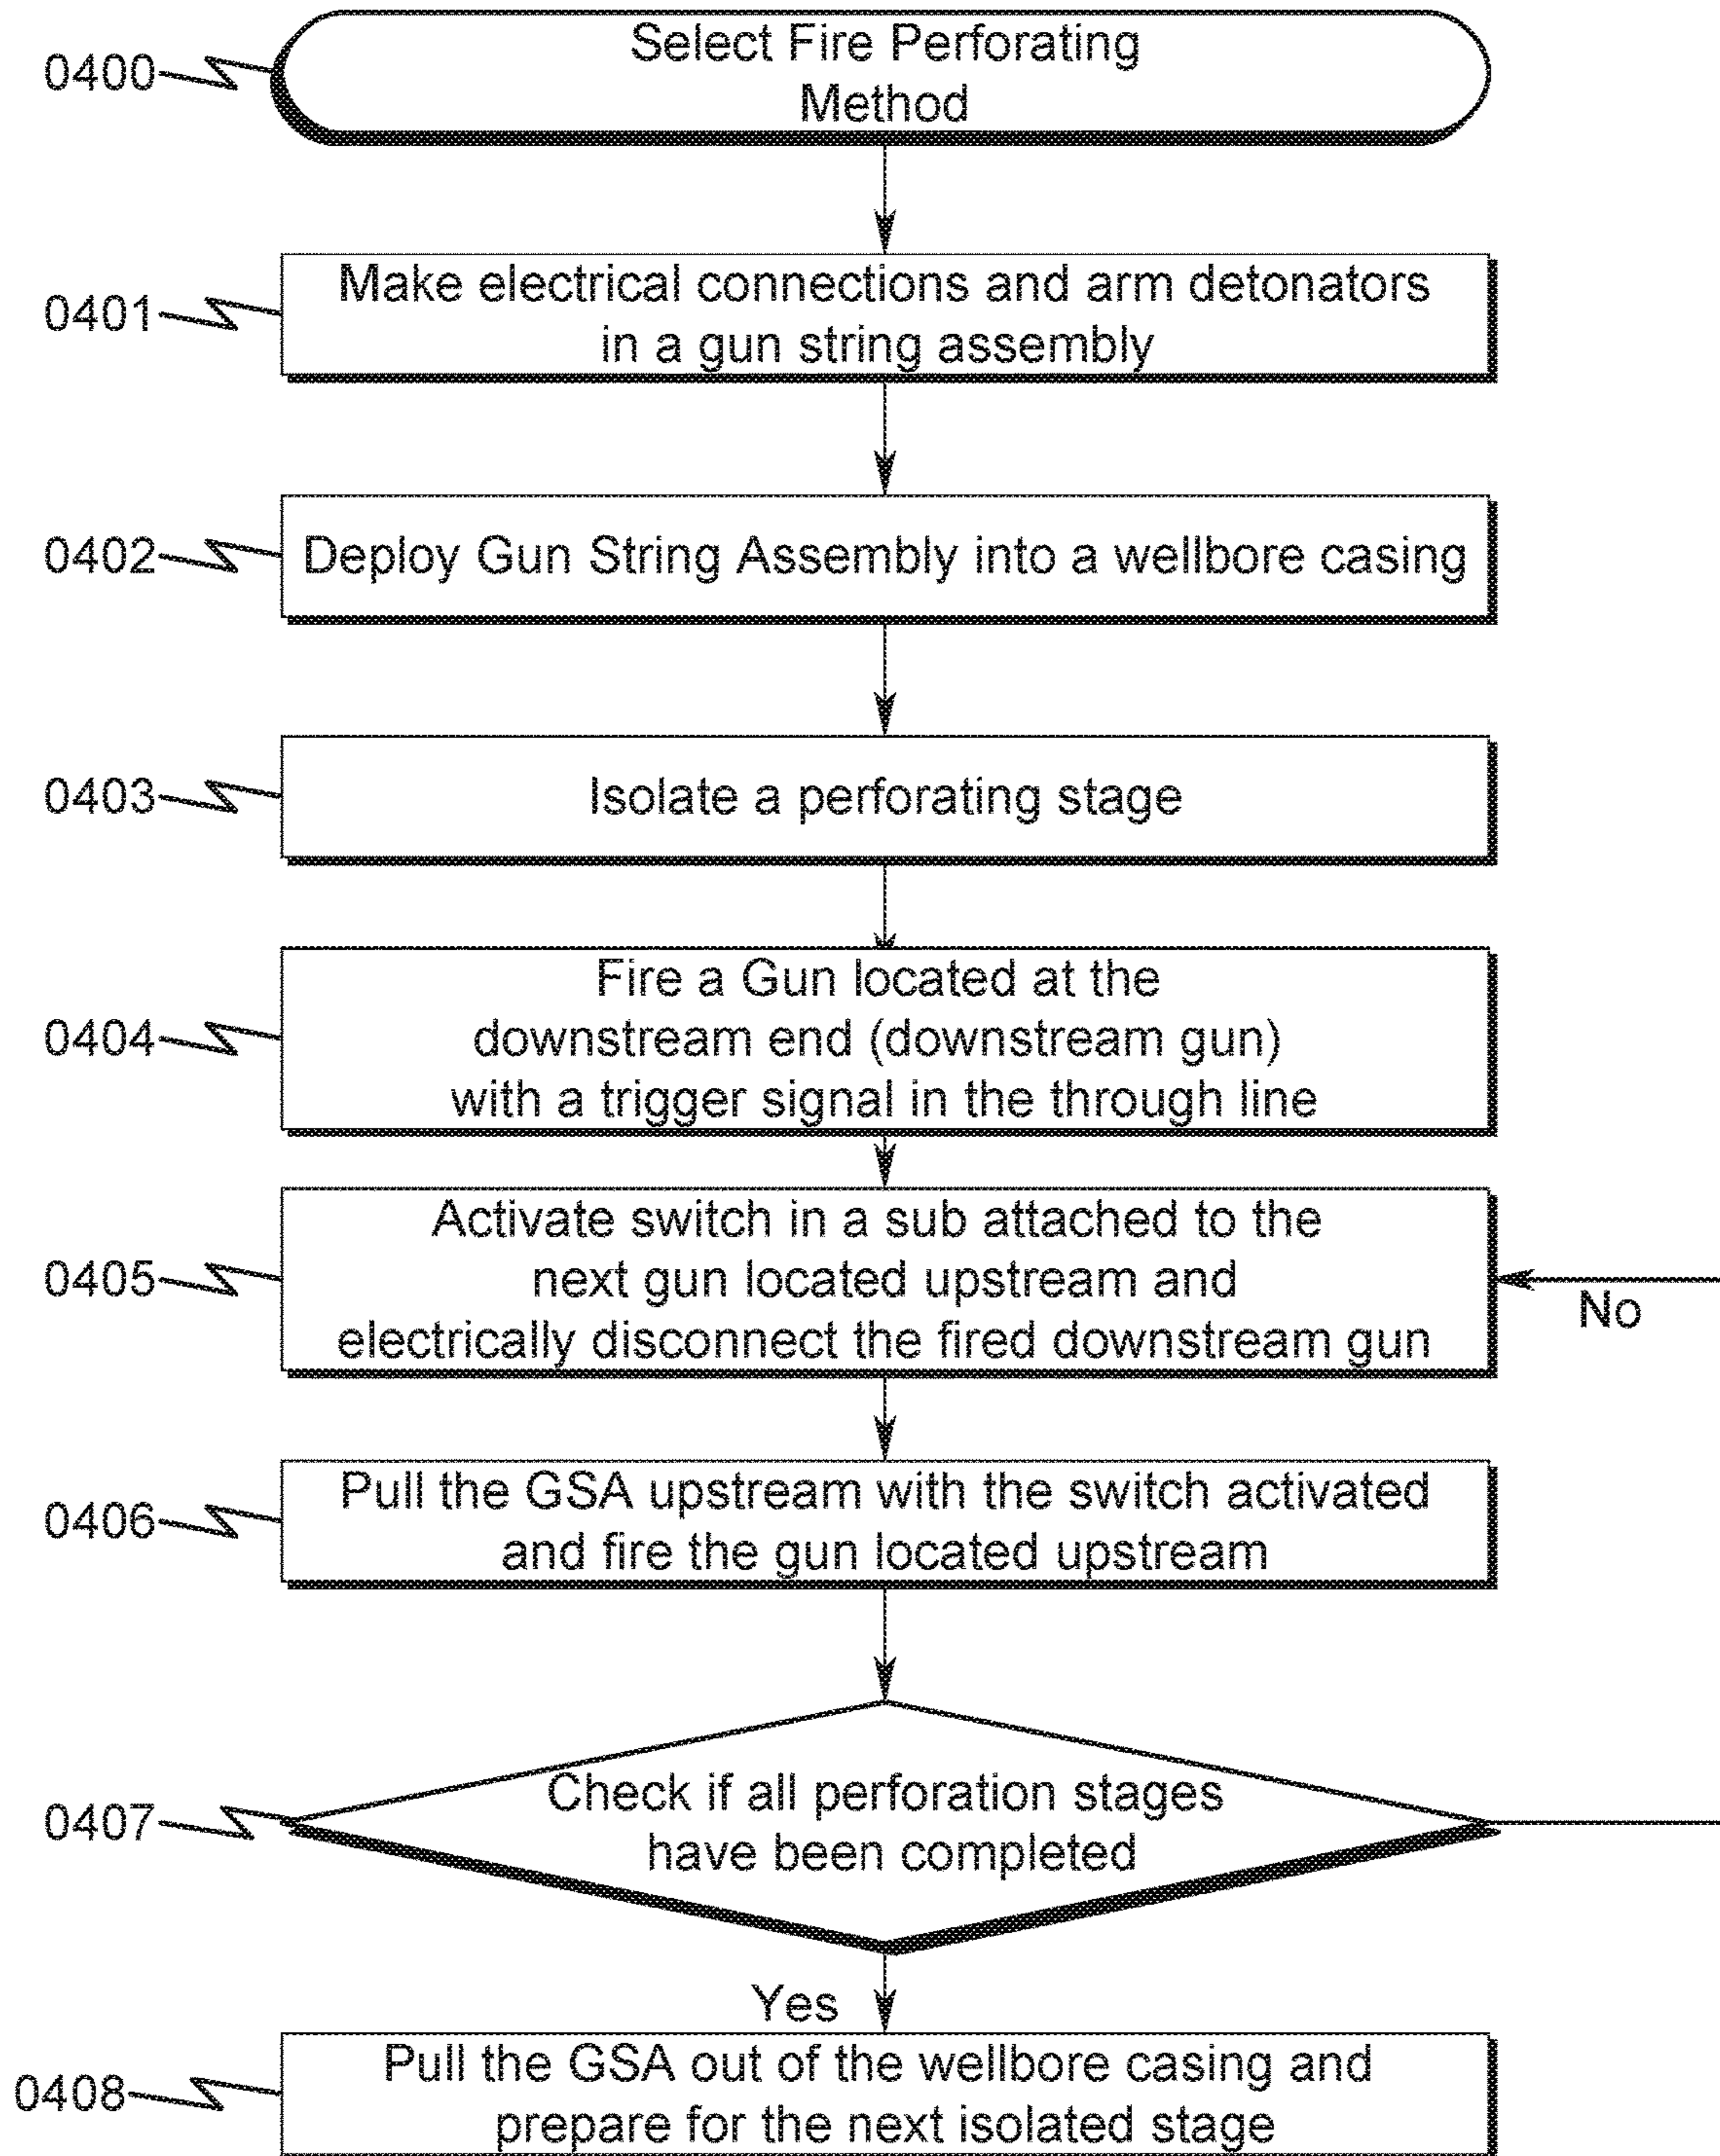 0400
Select Fire Perforating
Method
0401
Make electrical connections and arm detonators
in a gun string assembly
0402
Deploy Gun String Assembly into a wellbore casing
0403
Isolate a perforating stage
0404
Fire a Gun located at the
downstream end (downstream gun)
with a trigger signal in the through line
0405
Activate switch in a sub attached to the
next gun located upstream and
electrically disconnect the fired downstream gun
No
0406
Pull the GSA upstream with the switch activated
and fire the gun located upstream
0407
Check if all perforation stages
have been completed
Yes
0408
Pull the GSA out of the wellbore casing and
prepare for the next isolated stage